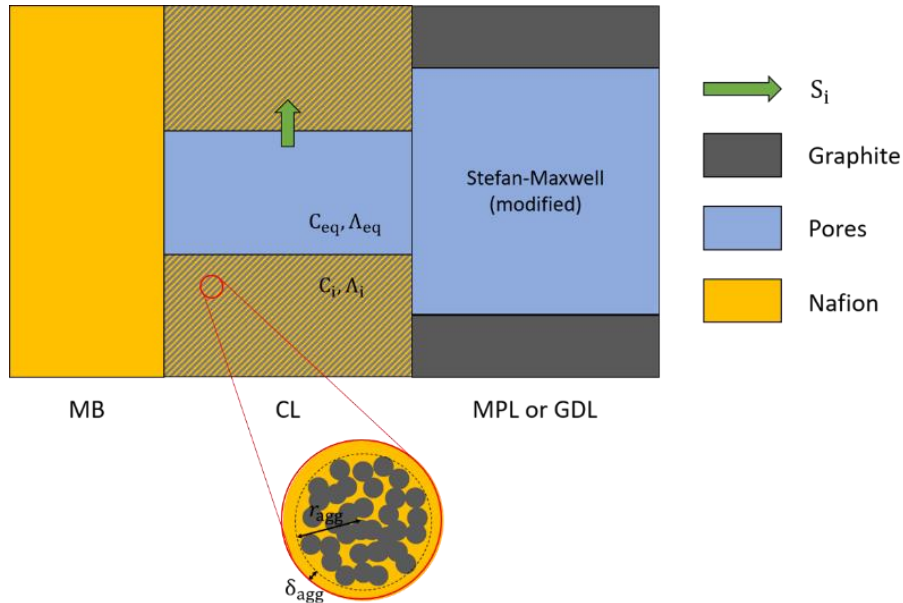 Sᵢ
Graphite
Stefan-Maxwell
(modified)
Pores
C_eq, Λ_eq
Cᵢ, Λᵢ
Nafion
MB
CL
MPL or GDL
r_agg
δ_agg